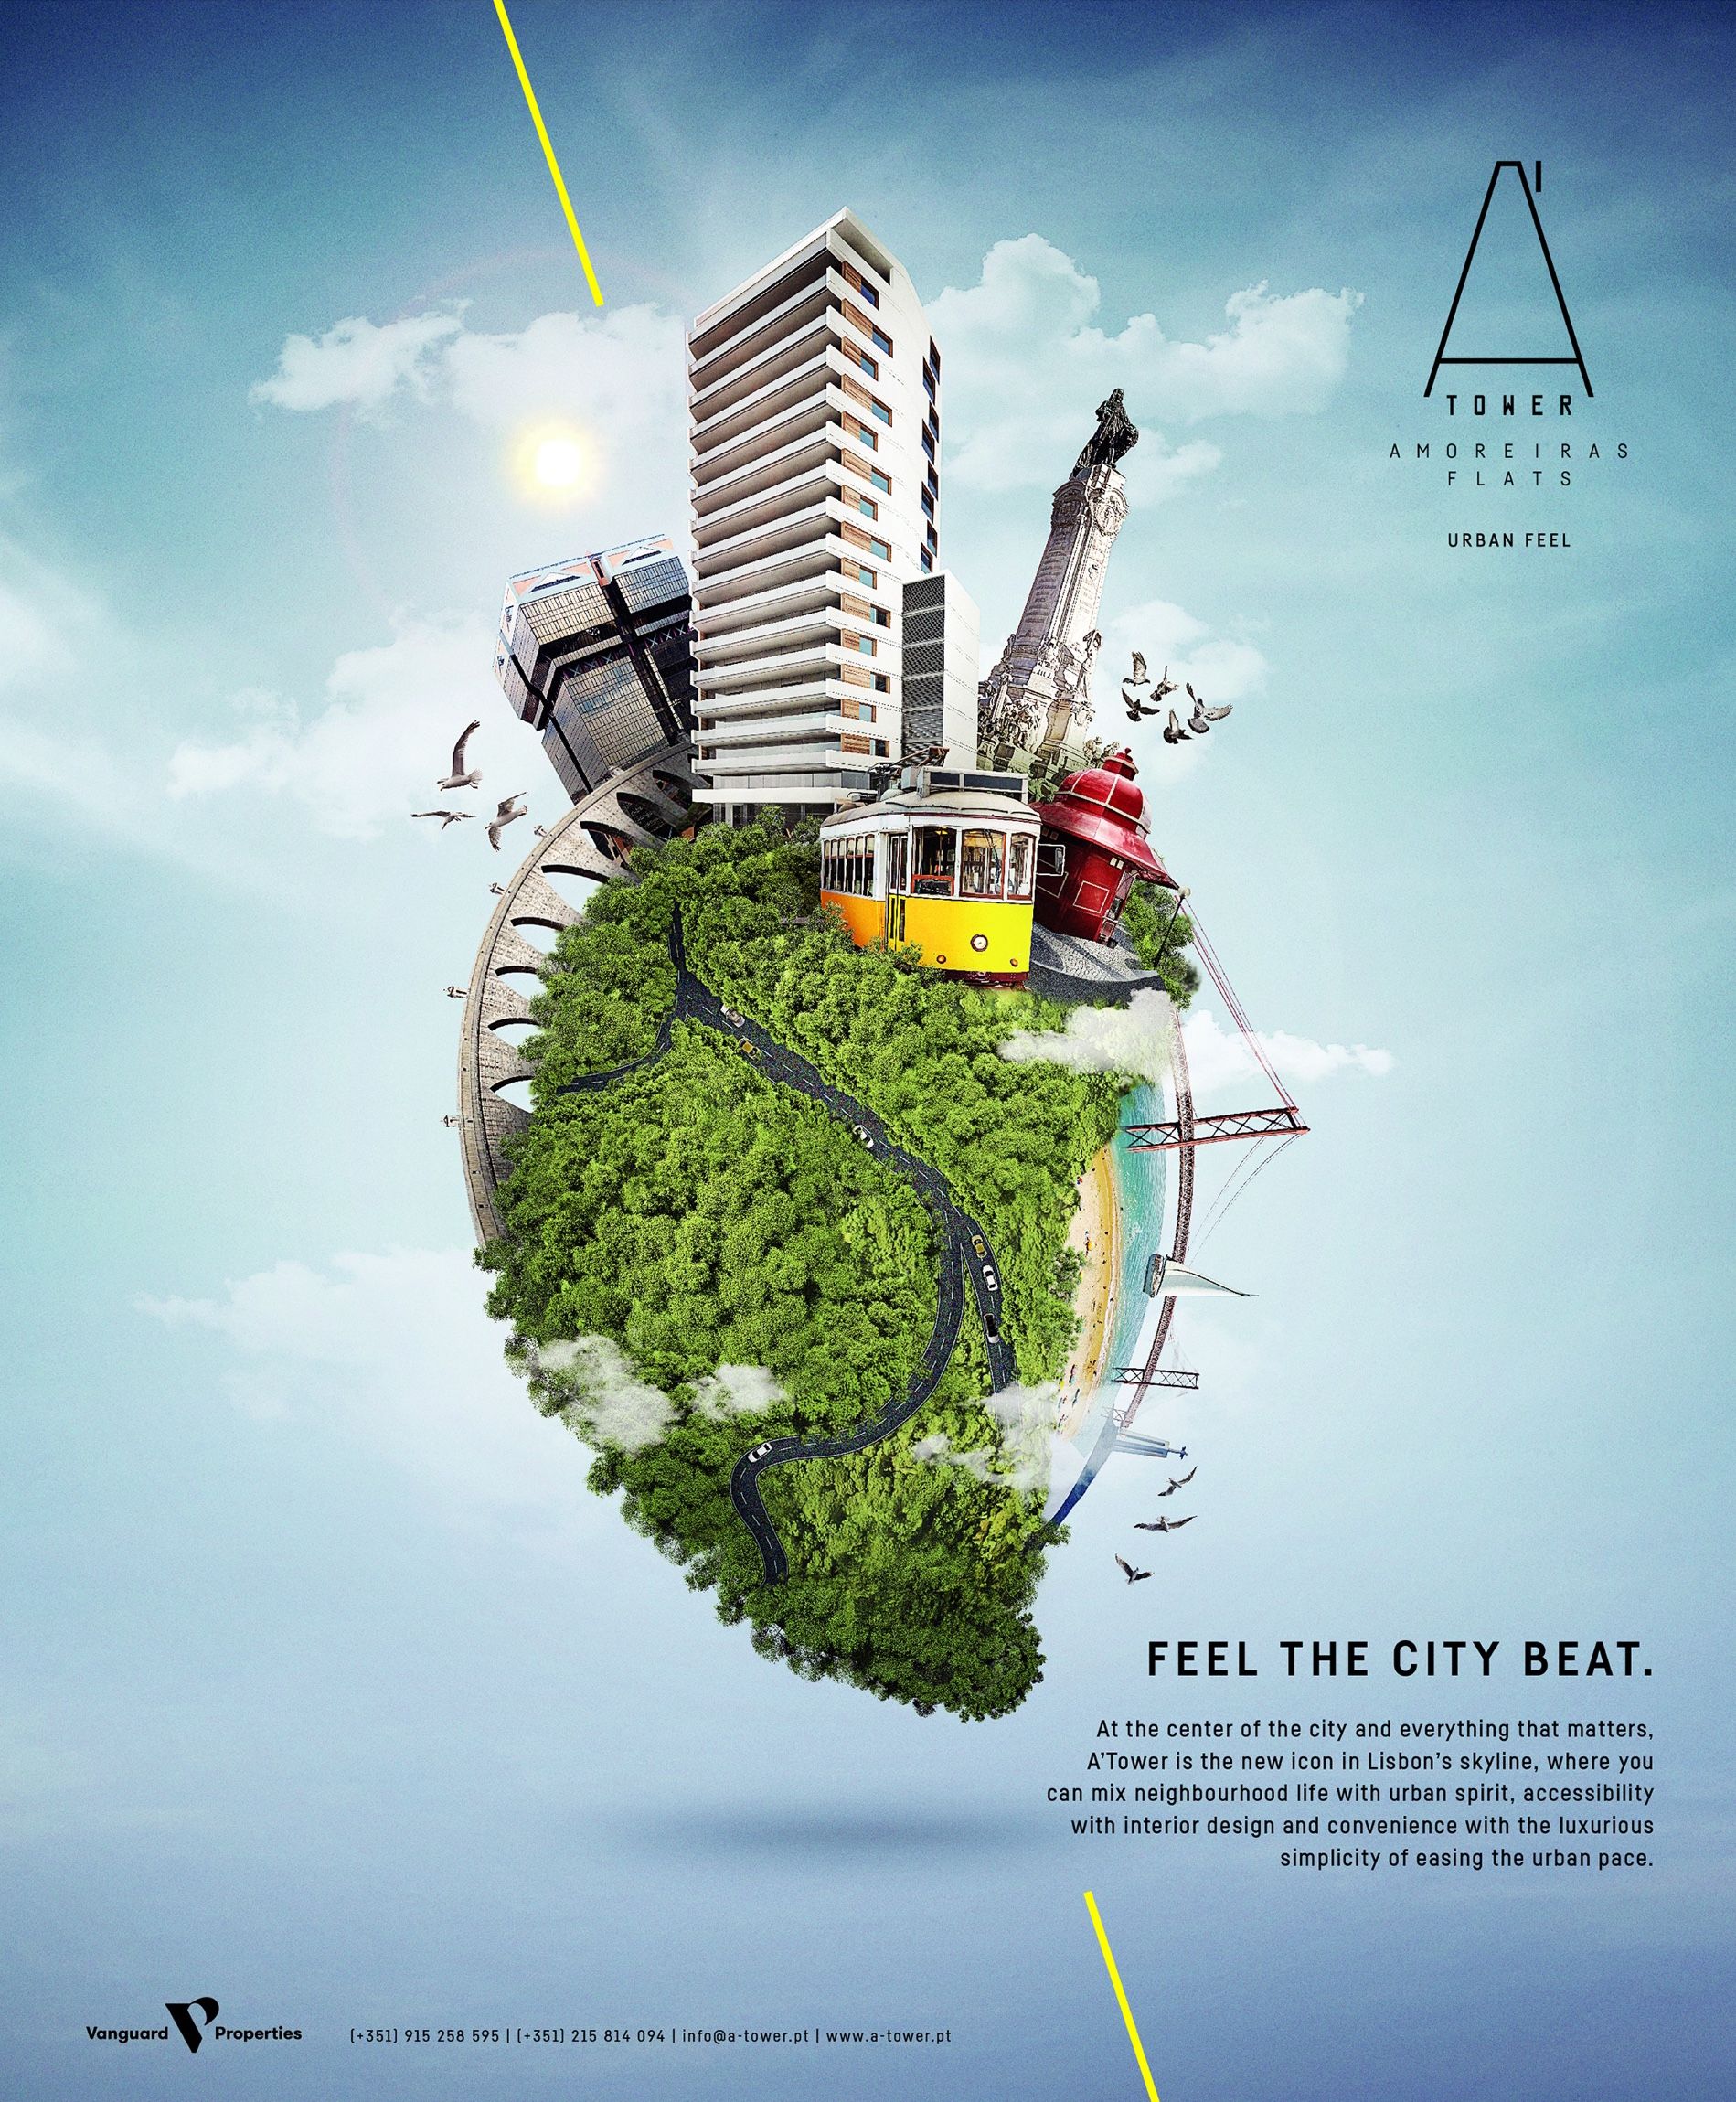 A'
TOWER
AMOREIRAS
FLATS
URBAN FEEL
FEEL THE CITY BEAT.
At the center of the city and everything that matters,
A'Tower is the new icon in Lisbon's skyline, where you
can mix neighbourhood life with urban spirit, accessibility
with interior design and convenience with the luxurious
simplicity of easing the urban pace.
Vanguard Properties (+351) 915 258 595 | (+351) 215 814 094 | info@a-tower.pt | www.a-tower.pt